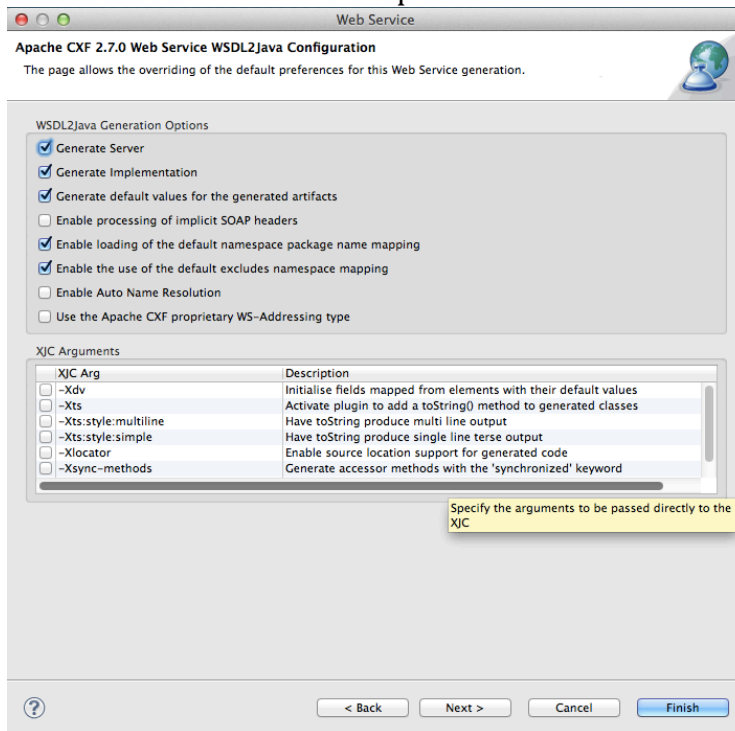 Web Service
Apache CXF 2.7.0 Web Service WSDL2Java Configuration
The page allows the overriding of the default preferences for this Web Service generation.
WSDL2Java Generation Options
Generate Server
Generate Implementation
Generate default values for the generated artifacts
Enable processing of implicit SOAP headers
Enable loading of the default namespace package name mapping
Enable the use of the default excludes namespace mapping
Enable Auto Name Resolution
Use the Apache CXF proprietary WS-Addressing type
XJC Arguments
XJC Arg Description
-Xdv Initialise fields mapped from elements with their default values
-Xts Activate plugin to add a toString() method to generated classes
-Xts:style:multiline Have toString produce multi line output
-Xts:style:simple Have toString produce single line terse output
-Xlocator Enable source location support for generated code
-Xsync-methods Generate accessor methods with the 'synchronized' keyword
Specify the arguments to be passed directly to the
XJC
? < Back Next > Cancel Finish